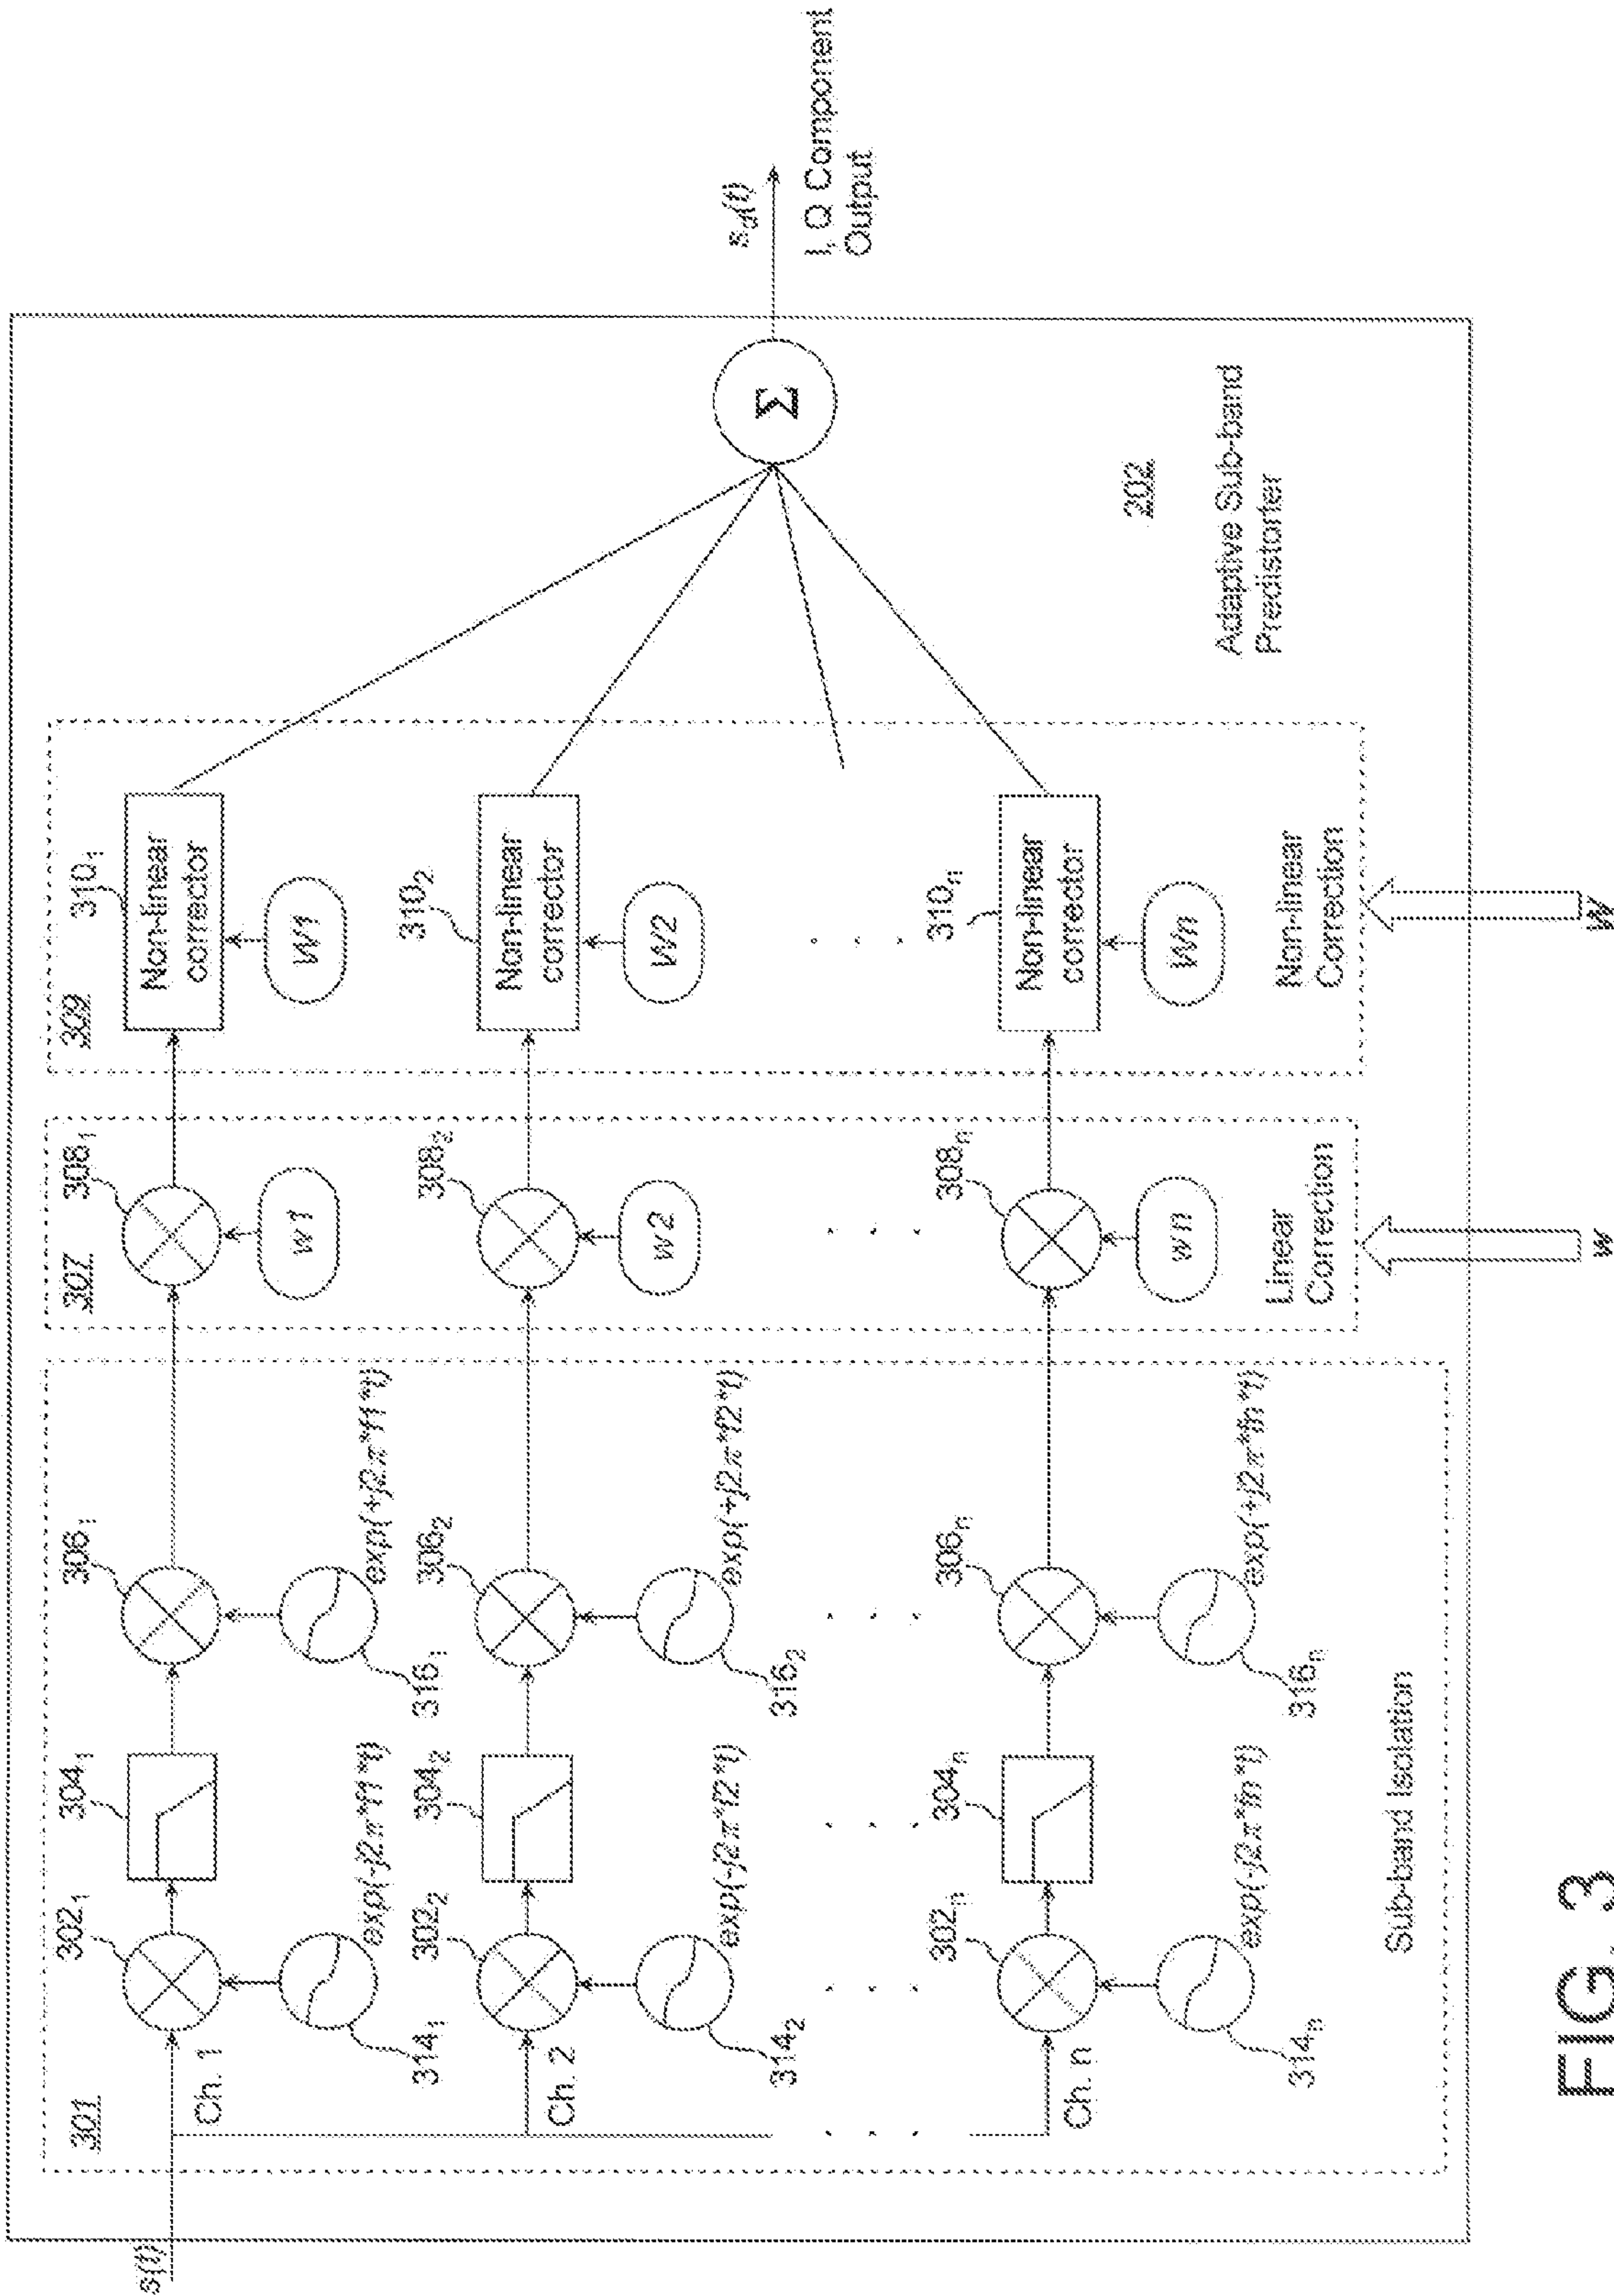 s(t)
301
Ch. 1
302₁
304₁
306₁
314₁
exp(-j2π*f1*t)
316₁
exp(+j2π*f1*t)
Ch. 2
302₂
304₂
306₂
314₂
exp(-j2π*f2*t)
316₂
exp(+j2π*f2*t)
. . .
Ch. n
302ₙ
304ₙ
306ₙ
314ₙ
exp(-j2π*fn*t)
316ₙ
exp(+j2π*fn*t)
Sub-band Isolation
307
308₁
w1
308₂
w2
. . .
308ₙ
wn
Linear
Correction
w
309
310₁
Non-linear
corrector
W1
310₂
Non-linear
corrector
W2
. . .
310ₙ
Non-linear
corrector
Wn
Non-linear
Correction
W
Σ
202
Adaptive Sub-band
Predistorter
s_d(t)
I, Q Component
Output
FIG. 3